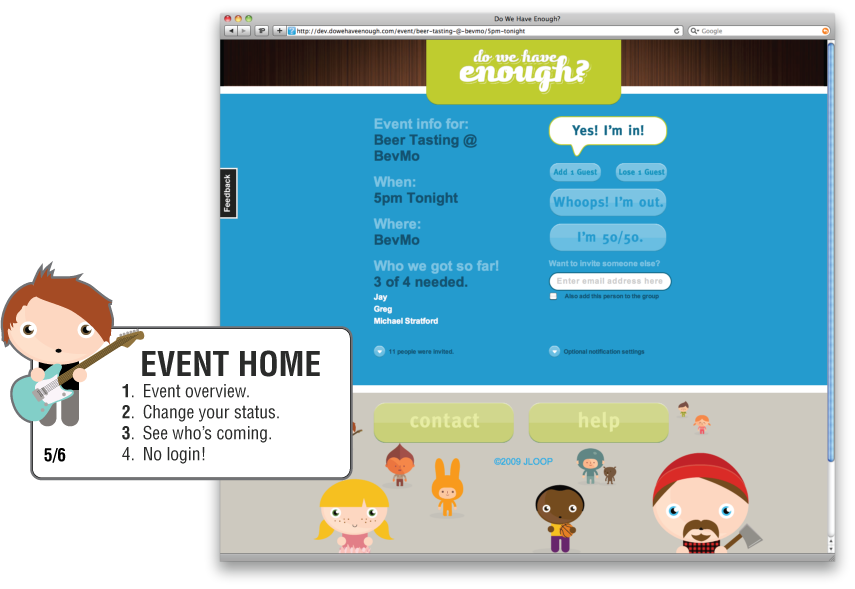 Do We Have Enough?
http://dev.dowehaveenough.com/event/beer-tasting-@-bevmo/5pm-tonight
Google
do we have
enough?
Feedback
Event info for:
Beer Tasting @
BevMo
When:
5pm Tonight
Where:
BevMo
Who we got so far!
3 of 4 needed.
Jay
Greg
Michael Stratford
11 people were invited.
Yes! I'm in!
Add 1 Guest
Lose 1 Guest
Whoops! I'm out.
I'm 50/50.
Want to invite someone else?
Enter email address here
Also add this person to the group
Optional notification settings
EVENT HOME
1. Event overview.
2. Change your status.
3. See who's coming.
4. No login!
5/6
contact
help
©2009 JLOOP